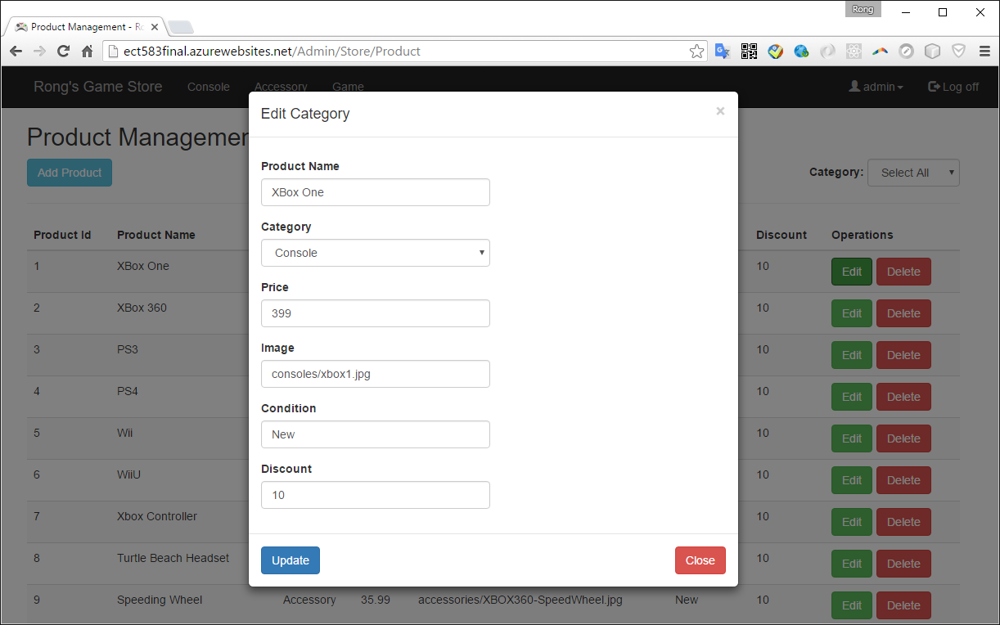 Rong
Product Management - R
ect583final.azurewebsites.net/Admin/Store/Product
Rong's Game Store Console Accessory Game admin Log off
Edit Category ×
Product Managemen
Add Product Category: Select All
Product Name
XBox One
Category
Console
Price
399
Image
consoles/xbox1.jpg
Condition
New
Discount
10
Update Close
Product Id Product Name Discount Operations
1 XBox One 10 Edit Delete
2 XBox 360 10 Edit Delete
3 PS3 10 Edit Delete
4 PS4 10 Edit Delete
5 Wii 10 Edit Delete
6 WiiU 10 Edit Delete
7 Xbox Controller 10 Edit Delete
8 Turtle Beach Headset 10 Edit Delete
9 Speeding Wheel Accessory 35.99 accessories/XBOX360-SpeedWheel.jpg New 10 Edit Delete